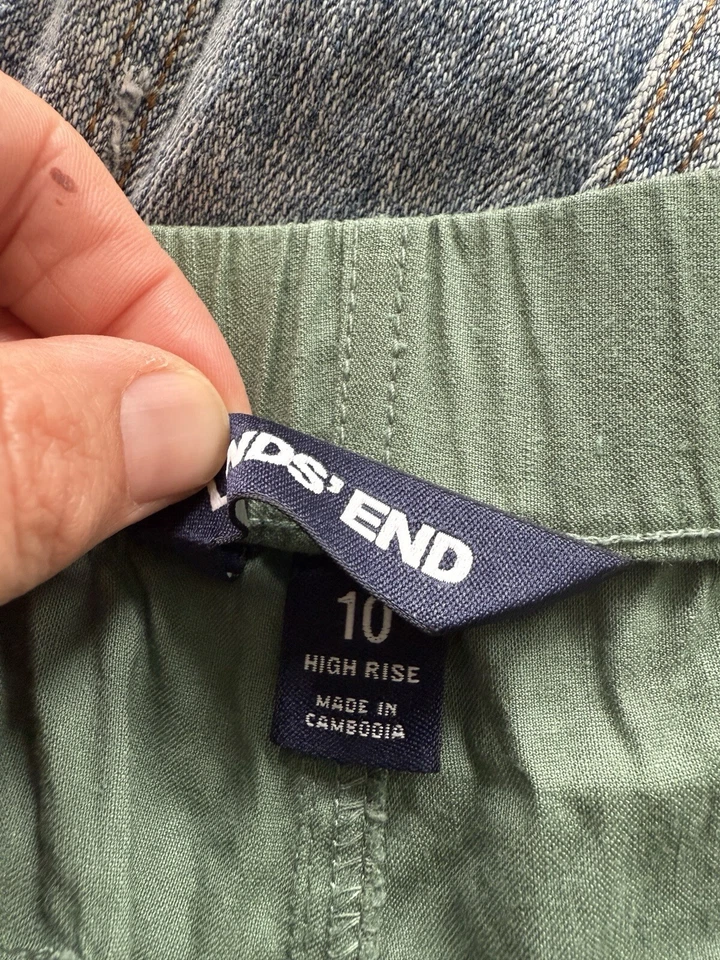 NDS' END
10
HIGH RISE
MADE IN
CAMBODIA